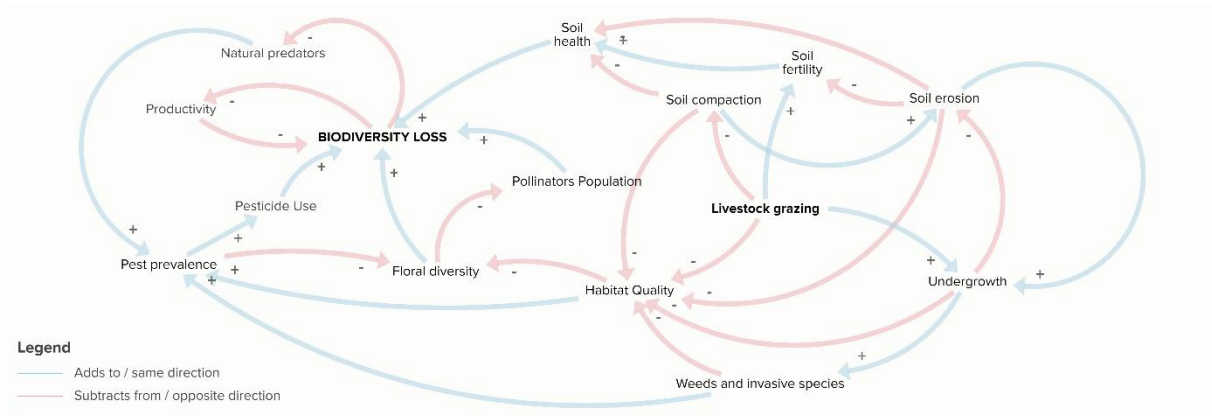 Soil
health
Natural predators
Soil
fertility
Soil compaction
Soil erosion
Productivity
BIODIVERSITY LOSS
Pollinators Population
Pesticide Use
Livestock grazing
Pest prevalence
Floral diversity
Habitat Quality
Undergrowth
Legend
Adds to / same direction
Subtracts from / opposite direction
Weeds and invasive species